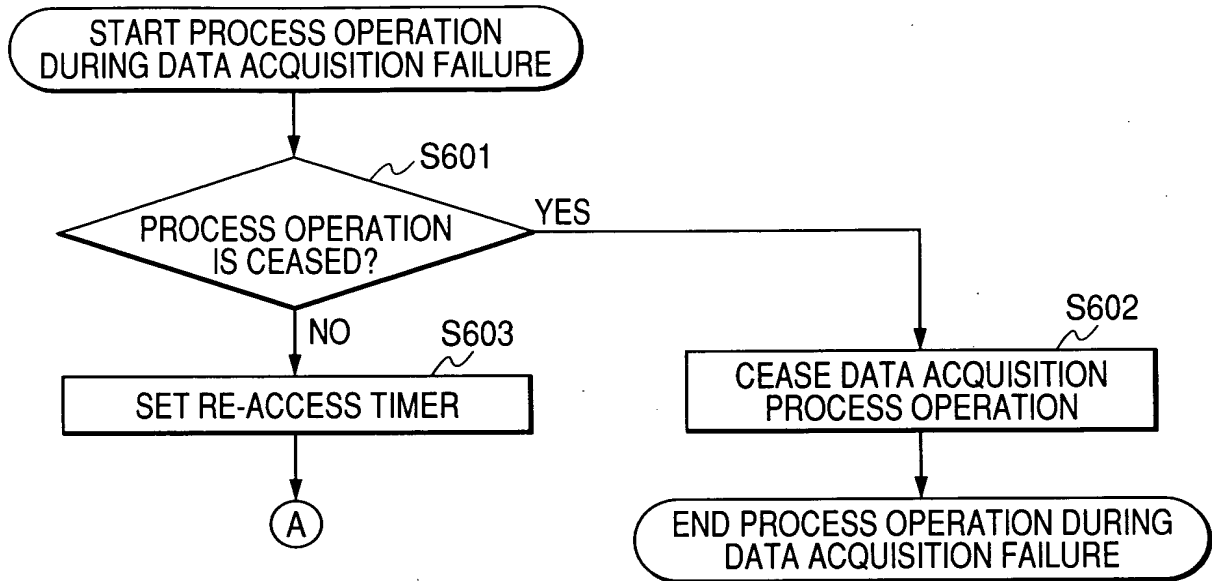 START PROCESS OPERATION
DURING DATA ACQUISITION FAILURE
S601
PROCESS OPERATION
IS CEASED?
YES
NO
S603
SET RE-ACCESS TIMER
A
S602
CEASE DATA ACQUISITION
PROCESS OPERATION
END PROCESS OPERATION DURING
DATA ACQUISITION FAILURE